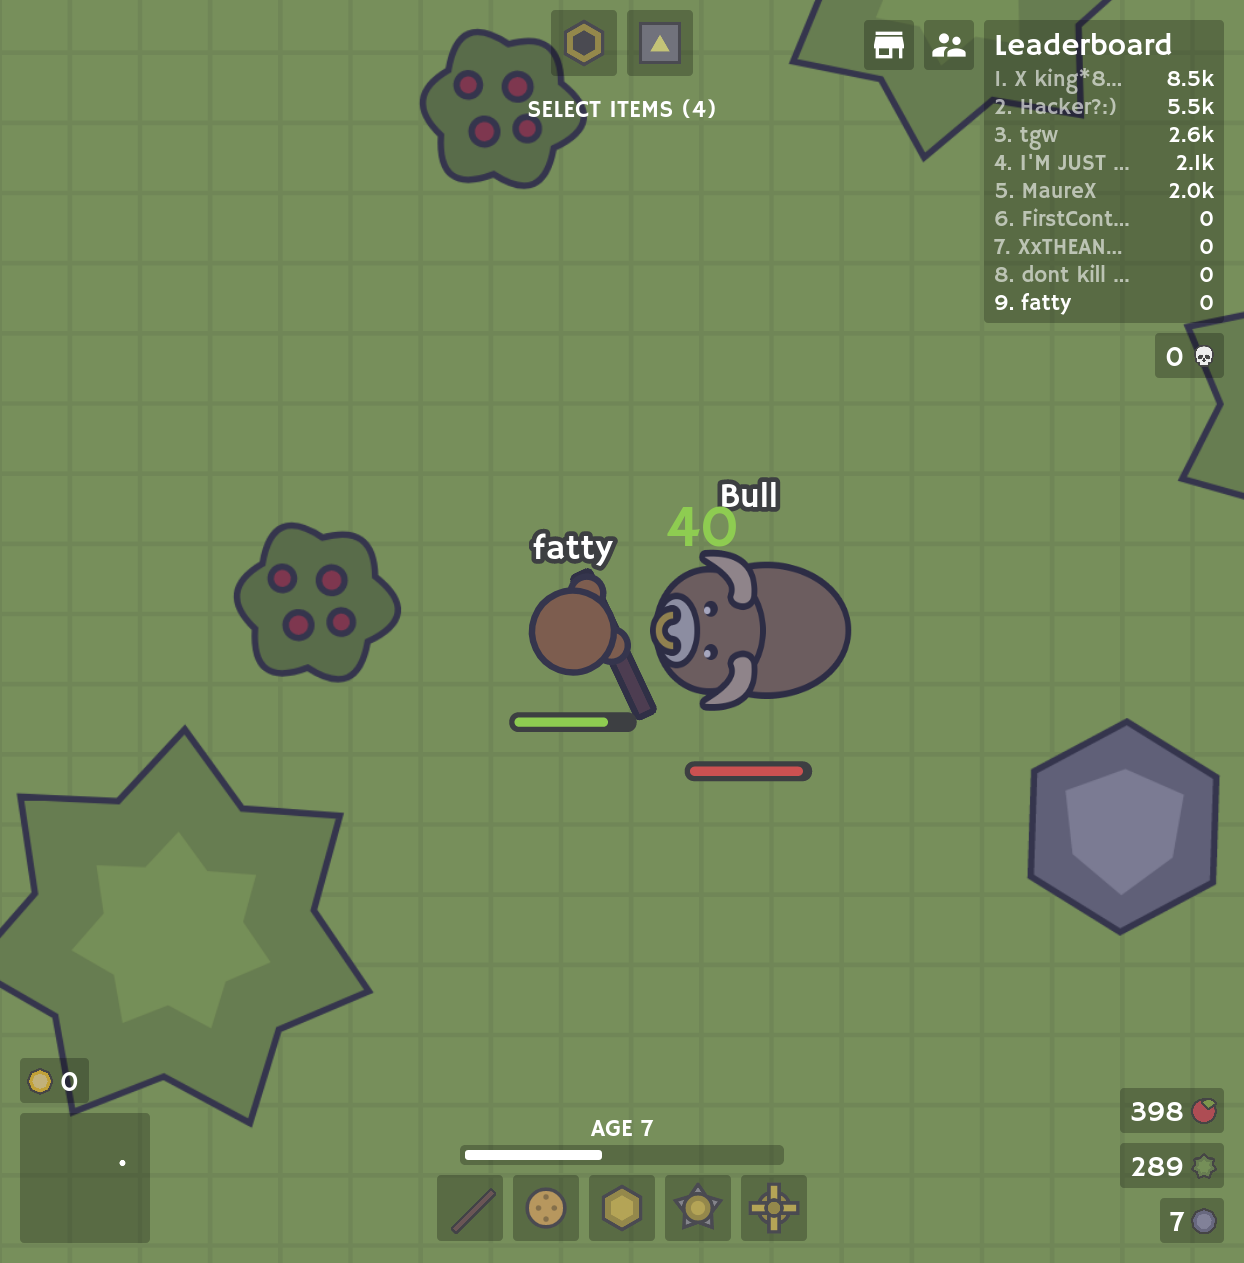 SELECT ITEMS (4)
Leaderboard
1. X king*8... 8.5k
2. Hacker?:) 5.5k
3. tgw 2.6k
4. I'M JUST ... 2.1k
5. MaureX 2.0k
6. FirstCont... 0
7. XxTHEAN... 0
8. dont kill ... 0
9. fatty 0
0
Bull
40
fatty
0
AGE 7
398
289
7